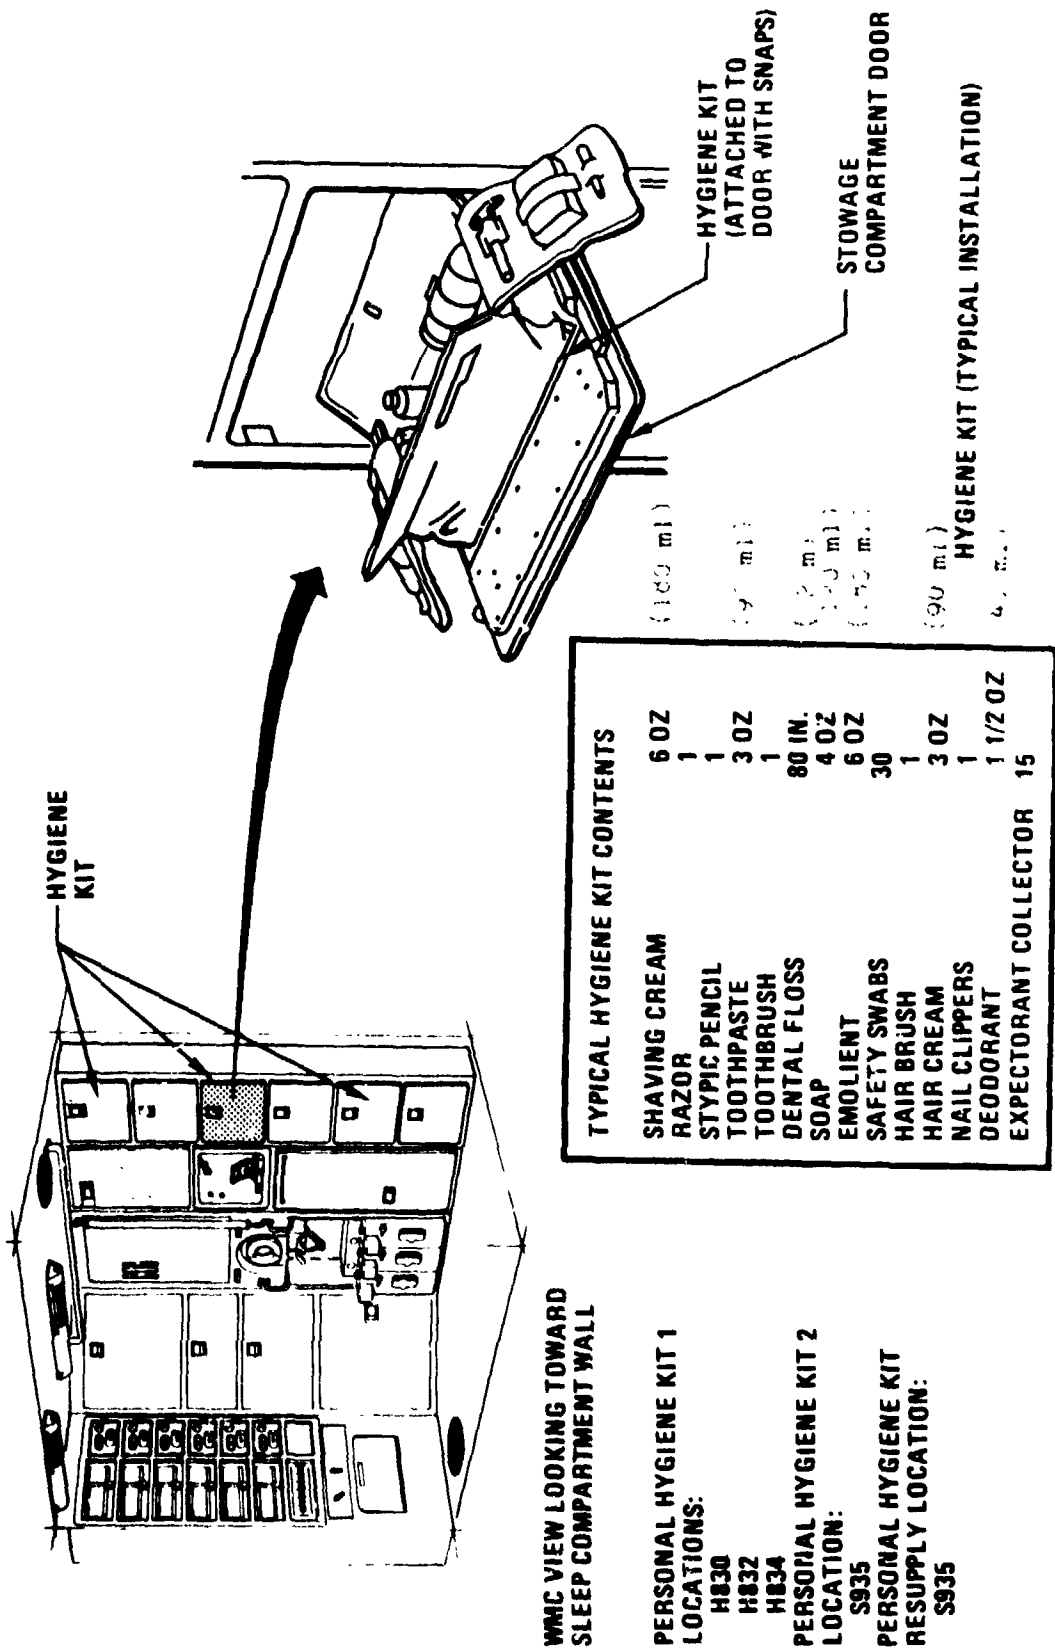 HYGIENE
KIT
HYGIENE KIT
(ATTACHED TO
DOOR WITH SNAPS)
STOWAGE
COMPARTMENT DOOR
HYGIENE KIT (TYPICAL INSTALLATION)
WMC VIEW LOOKING TOWARD
SLEEP COMPARTMENT WALL
PERSONAL HYGIENE KIT 1
LOCATIONS:
H830
H832
H834
PERSONAL HYGIENE KIT 2
LOCATION:
S935
PERSONAL HYGIENE KIT
RESUPPLY LOCATION:
S935
TYPICAL HYGIENE KIT CONTENTS
SHAVING CREAM 6 OZ (180 ml)
RAZOR 1
STYPIC PENCIL 1
TOOTHPASTE 3 OZ ml)
TOOTHBRUSH 1
DENTAL FLOSS 80 IN.
SOAP 4 OZ ml)
EMOLIENT 6 OZ
SAFETY SWABS 30
HAIR BRUSH 1
HAIR CREAM 3 OZ (90 ml)
NAIL CLIPPERS 1
DEODORANT 1 1/2 OZ
EXPECTORANT COLLECTOR 15